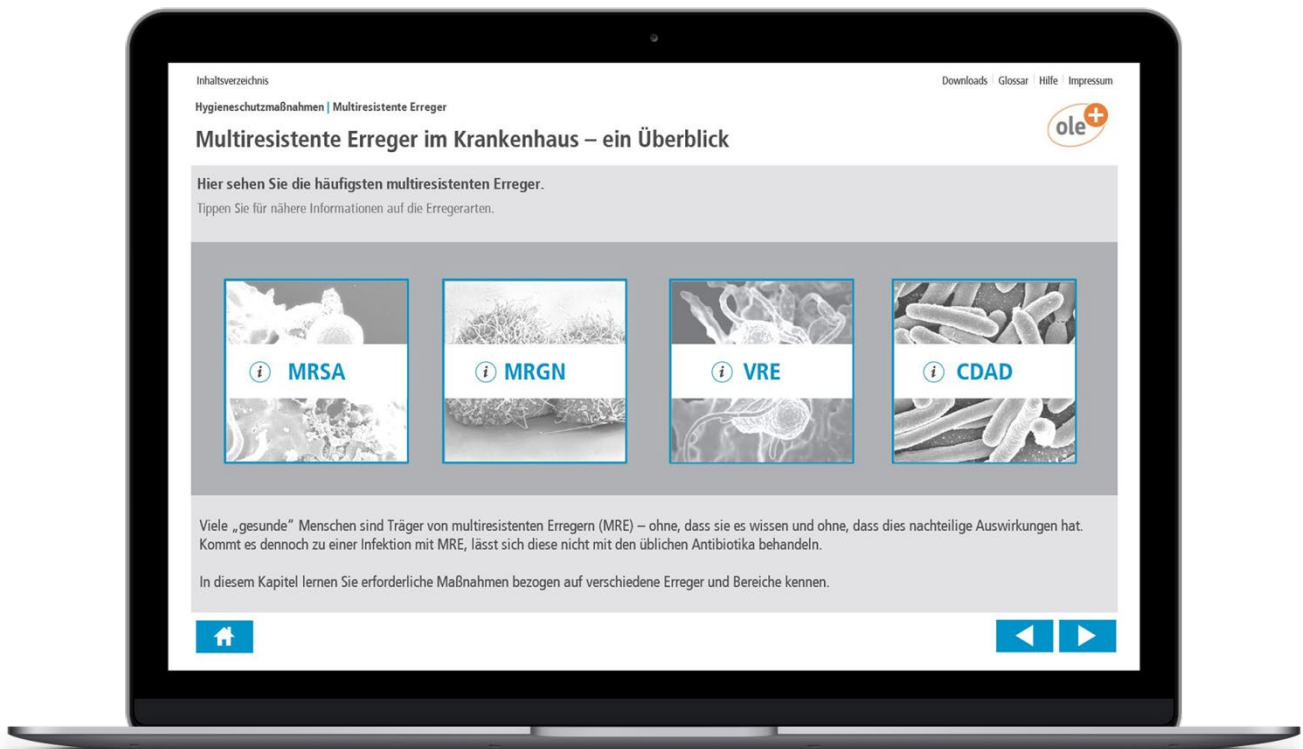 Inhaltsverzeichnis
Downloads | Glossar | Hilfe | Impressum
Hygieneschutzmaßnahmen | Multiresistente Erreger
Multiresistente Erreger im Krankenhaus – ein Überblick
ole+
Hier sehen Sie die häufigsten multiresistenten Erreger.
Tippen Sie für nähere Informationen auf die Erregerarten.
i MRSA
i MRGN
i VRE
i CDAD
Viele „gesunde“ Menschen sind Träger von multiresistenten Erregern (MRE) – ohne, dass sie es wissen und ohne, dass dies nachteilige Auswirkungen hat.
Kommt es dennoch zu einer Infektion mit MRE, lässt sich diese nicht mit den üblichen Antibiotika behandeln.
In diesem Kapitel lernen Sie erforderliche Maßnahmen bezogen auf verschiedene Erreger und Bereiche kennen.